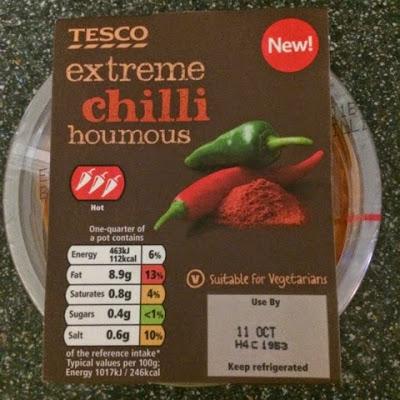 TESCO
New!
extreme
chilli
houmous
Hot
One-quarter of
a pot contains
Energy 463kJ 112kcal 6%
Fat 8.9g 13%
Saturates 0.8g 4%
Sugars 0.4g <1%
Salt 0.6g 10%
of the reference intake*
Typical values per 100g:
Energy 1017kJ / 246kcal
V Suitable for Vegetarians
Use By
11 OCT
H4C 1953
Keep refrigerated